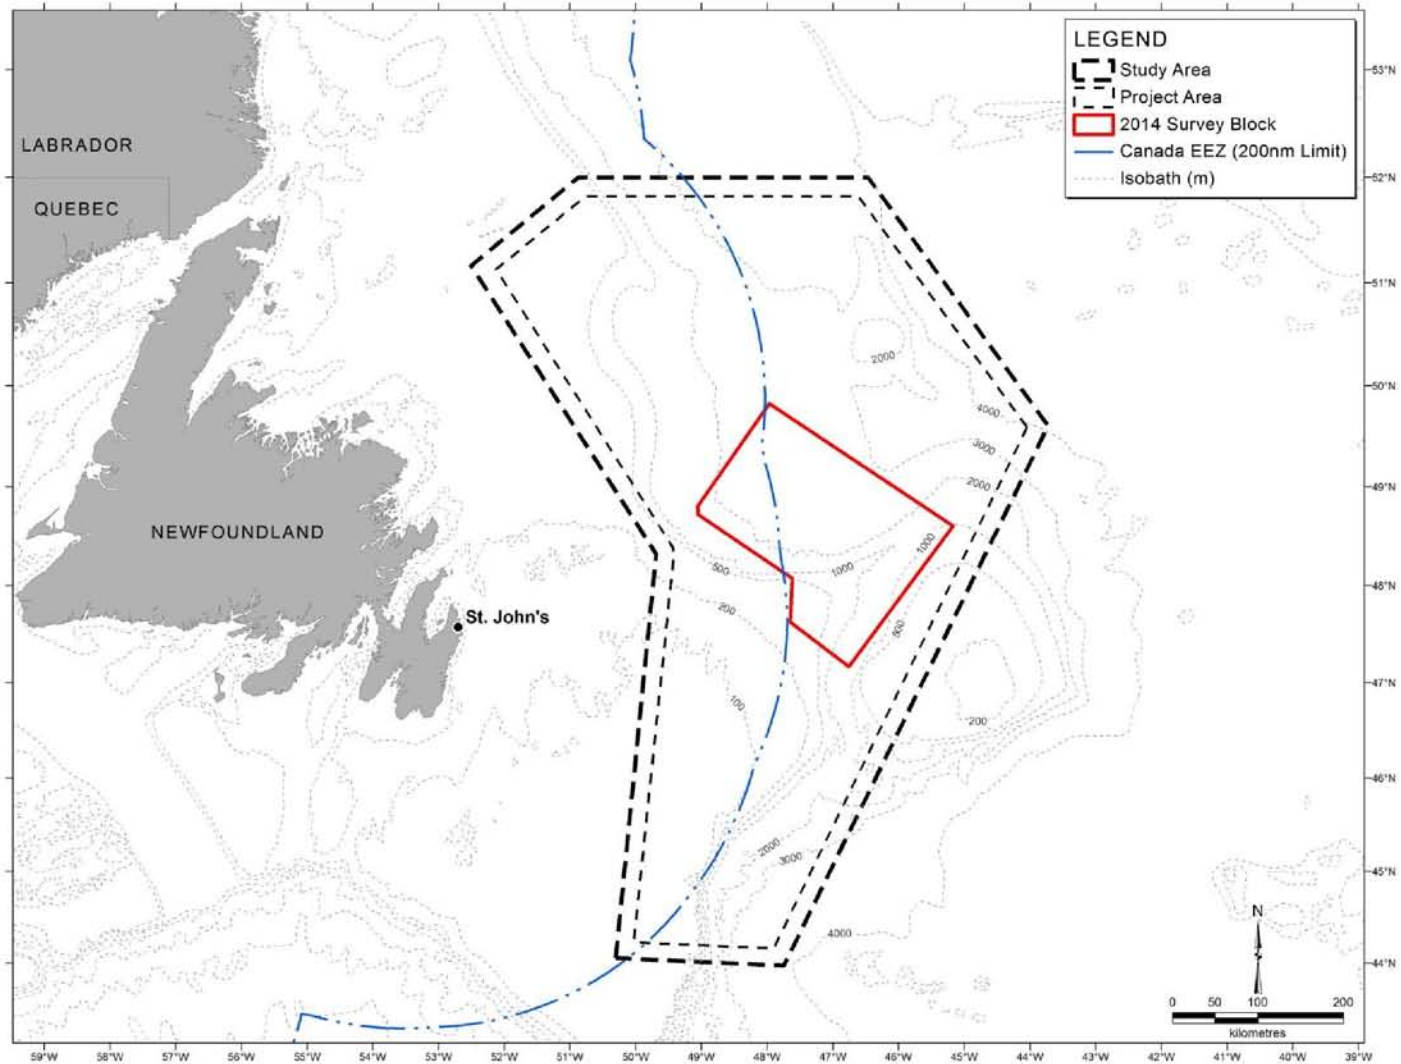 LEGEND
Study Area
Project Area
2014 Survey Block
Canada EEZ (200nm Limit)
Isobath (m)
53°N
52°N
51°N
50°N
49°N
48°N
47°N
46°N
45°N
44°N
LABRADOR
QUEBEC
NEWFOUNDLAND
St. John's
2000
4000
3000
2000
1000
1000
500
500
200
100
200
2000
3000
4000
N
0 50 100 200
kilometres
59°W 58°W 57°W 56°W 55°W 54°W 53°W 52°W 51°W 50°W 49°W 48°W 47°W 46°W 45°W 44°W 43°W 42°W 41°W 40°W 39°W